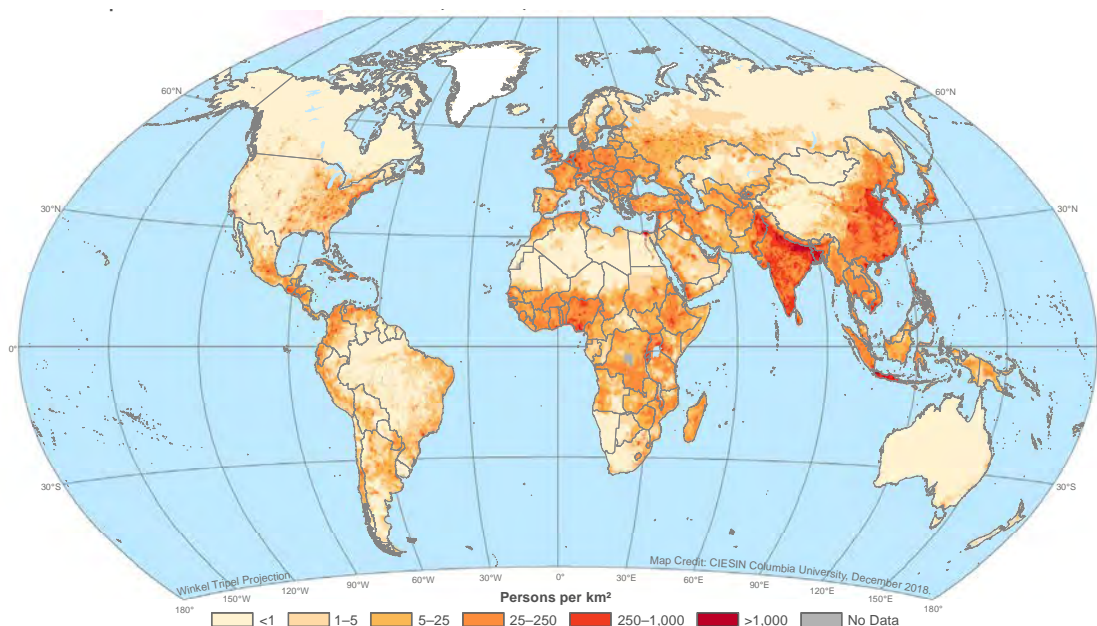 60°N
60°N
30°N
30°N
0°
30°S
30°S
Winkel Tripel Projection
Map Credit: CIESIN Columbia University, December 2018.
180°
150°W
120°W
90°W
60°W
30°W
0°
30°E
60°E
90°E
120°E
150°E
180°
Persons per km²
<1
1–5
5–25
25–250
250–1,000
>1,000
No Data